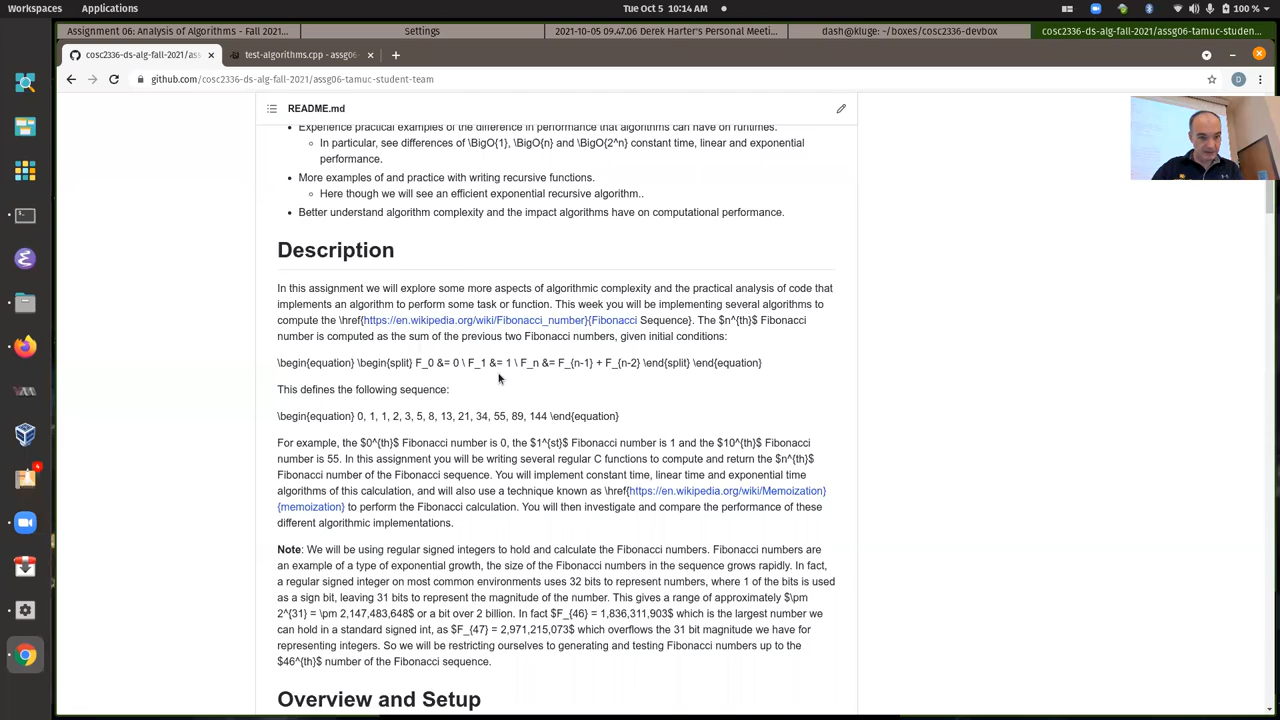 Workspaces Applications Tue Oct 5 10:14 AM 100 %
Assignment 06: Analysis of Algorithms - Fall 2021... Settings 2021-10-05 09.47.06 Derek Harter's Personal Meeti... dash@kluge: ~/boxes/cosc2336-devbox cosc2336-ds-alg-fall-2021/assg06-tamuc-studen...
cosc2336-ds-alg-fall-2021/ass test-algorithms.cpp - assg06
github.com/cosc2336-ds-alg-fall-2021/assg06-tamuc-student-team D
README.md
Experience practical examples of the difference in performance that algorithms can have on runtimes.
In particular, see differences of \BigO{1}, \BigO{n} and \BigO{2^n} constant time, linear and exponential
performance.
More examples of and practice with writing recursive functions.
Here though we will see an efficient exponential recursive algorithm..
Better understand algorithm complexity and the impact algorithms have on computational performance.
Description
In this assignment we will explore some more aspects of algorithmic complexity and the practical analysis of code that
implements an algorithm to perform some task or function. This week you will be implementing several algorithms to
compute the \href{https://en.wikipedia.org/wiki/Fibonacci_number}{Fibonacci Sequence}. The $n^{th}$ Fibonacci
number is computed as the sum of the previous two Fibonacci numbers, given initial conditions:
\begin{equation} \begin{split} F_0 &= 0 \ F_1 &= 1 \ F_n &= F_{n-1} + F_{n-2} \end{split} \end{equation}
This defines the following sequence:
\begin{equation} 0, 1, 1, 2, 3, 5, 8, 13, 21, 34, 55, 89, 144 \end{equation}
For example, the $0^{th}$ Fibonacci number is 0, the $1^{st}$ Fibonacci number is 1 and the $10^{th}$ Fibonacci
number is 55. In this assignment you will be writing several regular C functions to compute and return the $n^{th}$
Fibonacci number of the Fibonacci sequence. You will implement constant time, linear time and exponential time
algorithms of this calculation, and will also use a technique known as \href{https://en.wikipedia.org/wiki/Memoization}
{memoization} to perform the Fibonacci calculation. You will then investigate and compare the performance of these
different algorithmic implementations.
Note: We will be using regular signed integers to hold and calculate the Fibonacci numbers. Fibonacci numbers are
an example of a type of exponential growth, the size of the Fibonacci numbers in the sequence grows rapidly. In fact,
a regular signed integer on most common environments uses 32 bits to represent numbers, where 1 of the bits is used
as a sign bit, leaving 31 bits to represent the magnitude of the number. This gives a range of approximately $\pm
2^{31} = \pm 2,147,483,648$ or a bit over 2 billion. In fact $F_{46} = 1,836,311,903$ which is the largest number we
can hold in a standard signed int, as $F_{47} = 2,971,215,073$ which overflows the 31 bit magnitude we have for
representing integers. So we will be restricting ourselves to generating and testing Fibonacci numbers up to the
$46^{th}$ number of the Fibonacci sequence.
Overview and Setup